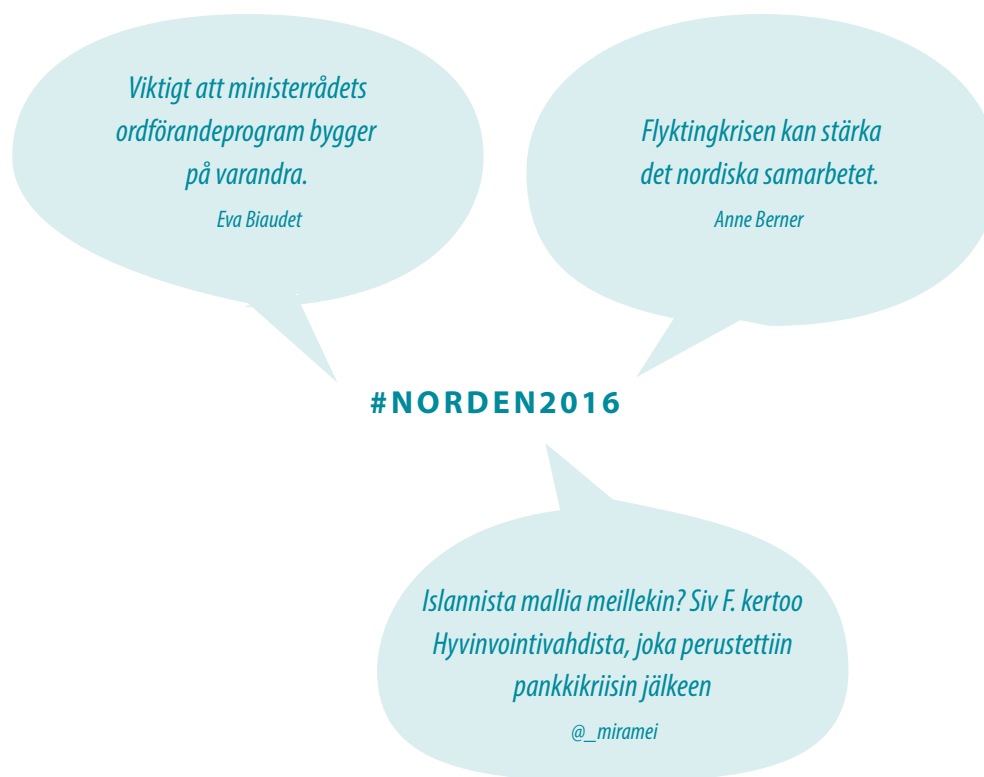 Viktigt att ministerrådets
ordförandeprogram bygger
på varandra.
Eva Biaudet
Flyktingkrisen kan stärka
det nordiska samarbetet.
Anne Berner
#NORDEN2016
Islannista mallia meillekin? Siv F. kertoo
Hyvinvointivahdista, joka perustettiin
pankkikriisin jälkeen
@_miramei